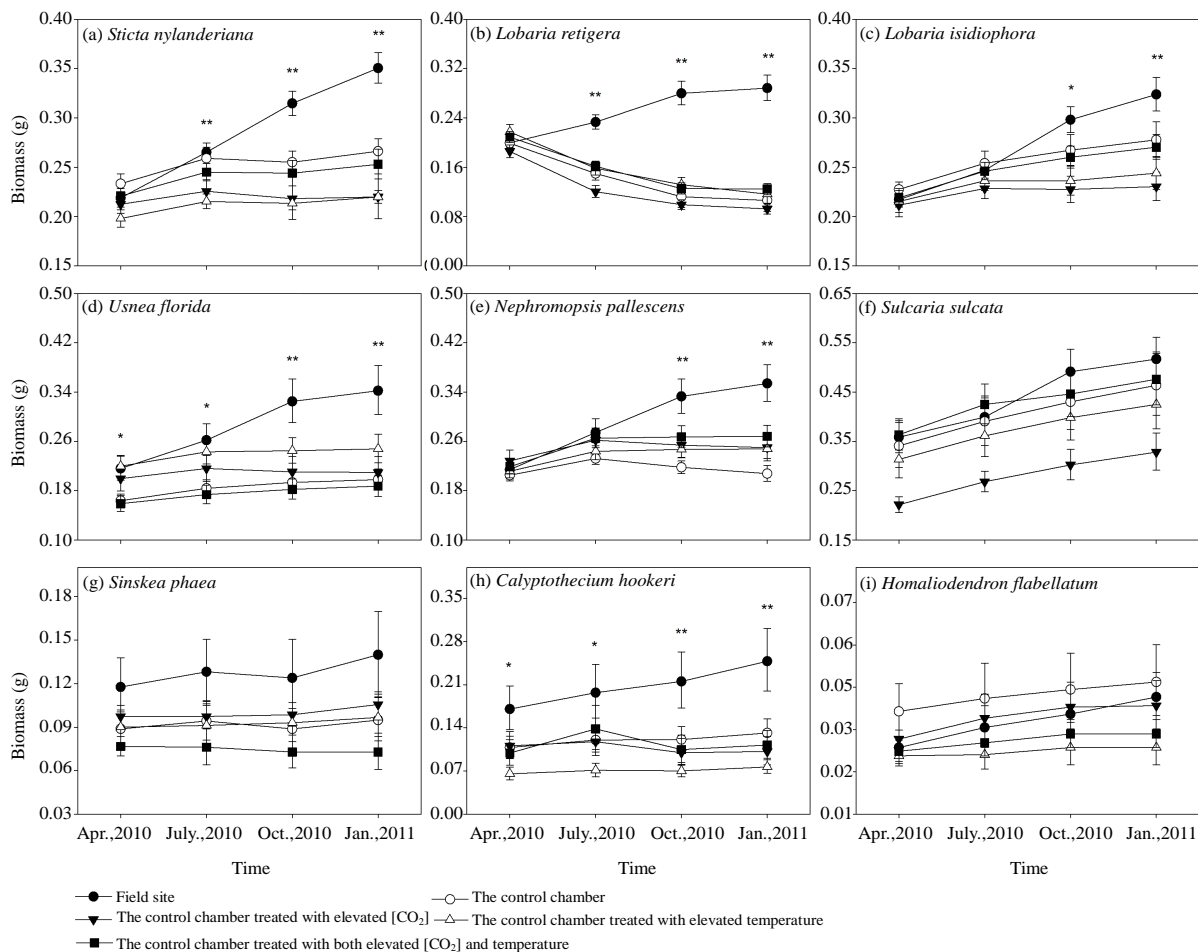 (a) Sticta nylanderiana
(b) Lobaria retigera
(c) Lobaria isidiophora
0.40
0.35
0.30
0.25
0.20
0.15
Biomass (g)
** ** **
0.40
0.32
0.24
0.16
0.08
0.00
** ** **
0.40
0.35
0.30
0.25
0.20
0.15
* **
(d) Usnea florida
(e) Nephromopsis pallescens
(f) Sulcaria sulcata
0.50
0.42
0.34
0.26
0.18
0.10
Biomass (g)
* * ** **
0.50
0.42
0.34
0.26
0.18
0.10
** **
0.65
0.55
0.45
0.35
0.25
0.15
(g) Sinskea phaea
(h) Calyptothecium hookeri
(i) Homaliodendron flabellatum
0.18
0.15
0.12
0.09
0.06
0.03
Biomass (g)
0.35
0.28
0.21
0.14
0.07
0.00
* * ** **
0.07
0.06
0.05
0.03
0.02
0.01
Apr.,2010 July.,2010 Oct.,2010 Jan.,2011
Apr.,2010 July.,2010 Oct.,2010 Jan.,2011
Apr.,2010 July.,2010 Oct.,2010 Jan.,2011
Time
Time
Time
Field site
The control chamber
The control chamber treated with elevated [CO₂]
The control chamber treated with elevated temperature
The control chamber treated with both elevated [CO₂] and temperature